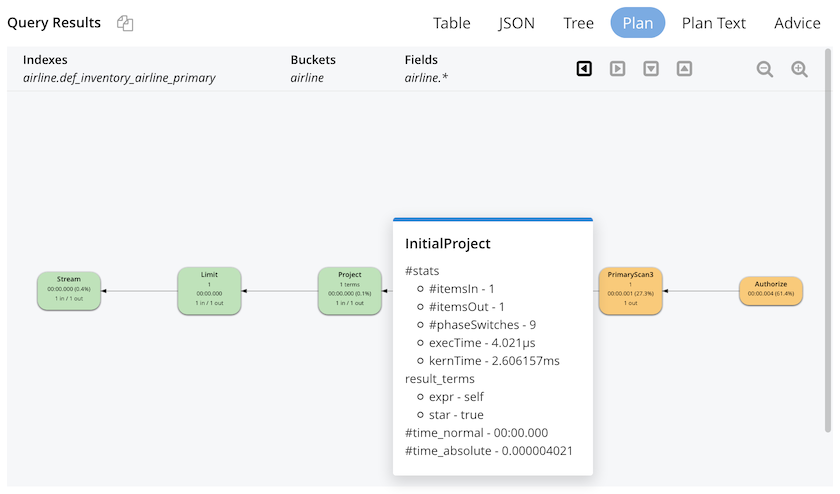 Query Results
Table JSON Tree Plan Plan Text Advice
Indexes Buckets Fields
airline.def_inventory_airline_primary airline airline.*
InitialProject
#stats
#itemsIn - 1
#itemsOut - 1
#phaseSwitches - 9
execTime - 4.021µs
kernTime - 2.606157ms
result_terms
expr - self
star - true
#time_normal - 00:00.000
#time_absolute - 0.000004021
Stream
00:00.000 (0.4%)
1 in / 1 out
Limit
1
00:00.000
1 in / 1 out
Project
1 terms
00:00.000 (0.1%)
1 in / 1 out
PrimaryScan3
1
00:00.001 (27.3%)
1 out
Authorize
00:00.004 (61.4%)